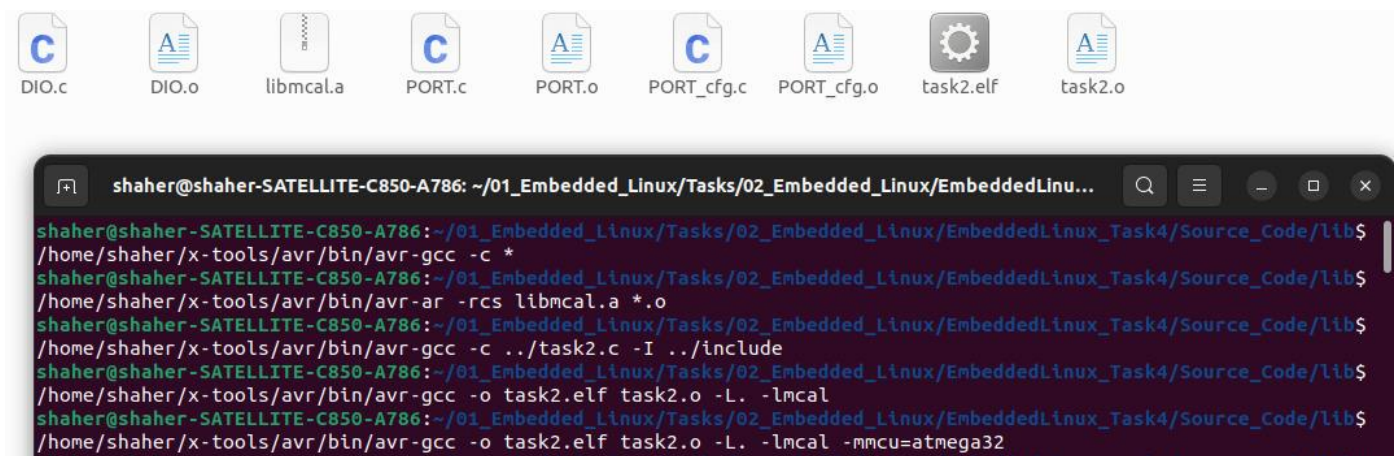 DIO.c DIO.o libmcal.a PORT.c PORT.o PORT_cfg.c PORT_cfg.o task2.elf task2.o
shaher@shaher-SATELLITE-C850-A786: ~/01_Embedded_Linux/Tasks/02_Embedded_Linux/EmbeddedLinu...
shaher@shaher-SATELLITE-C850-A786:~/01_Embedded_Linux/Tasks/02_Embedded_Linux/EmbeddedLinux_Task4/Source_Code/lib$
/home/shaher/x-tools/avr/bin/avr-gcc -c *
shaher@shaher-SATELLITE-C850-A786:~/01_Embedded_Linux/Tasks/02_Embedded_Linux/EmbeddedLinux_Task4/Source_Code/lib$
/home/shaher/x-tools/avr/bin/avr-ar -rcs libmcal.a *.o
shaher@shaher-SATELLITE-C850-A786:~/01_Embedded_Linux/Tasks/02_Embedded_Linux/EmbeddedLinux_Task4/Source_Code/lib$
/home/shaher/x-tools/avr/bin/avr-gcc -c ../task2.c -I ../include
shaher@shaher-SATELLITE-C850-A786:~/01_Embedded_Linux/Tasks/02_Embedded_Linux/EmbeddedLinux_Task4/Source_Code/lib$
/home/shaher/x-tools/avr/bin/avr-gcc -o task2.elf task2.o -L. -lmcal
shaher@shaher-SATELLITE-C850-A786:~/01_Embedded_Linux/Tasks/02_Embedded_Linux/EmbeddedLinux_Task4/Source_Code/lib$
/home/shaher/x-tools/avr/bin/avr-gcc -o task2.elf task2.o -L. -lmcal -mmcu=atmega32